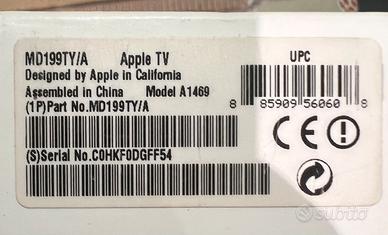 MD199TY/A Apple TV
Designed by Apple in California
Assembled in China Model A1469
(1P)Part No.MD199TY/A
(S)Serial No.C0HKF0DGFF54
UPC
8 85909 56060 8
CE
subito